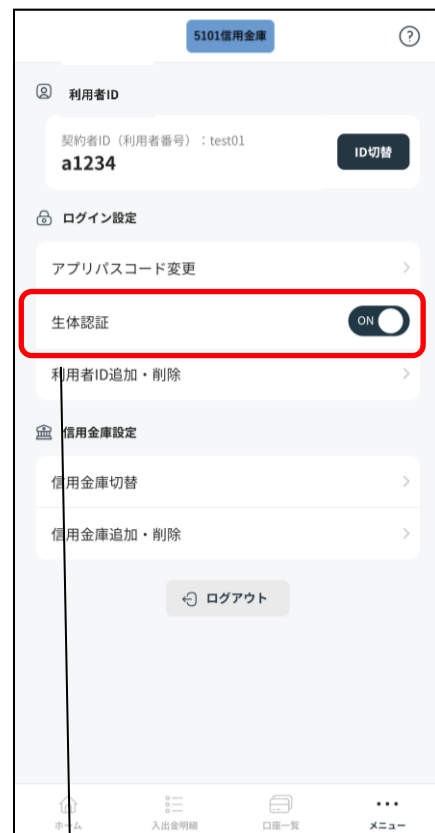 5101信用金庫
?
利用者ID
契約者ID（利用者番号）：test01
a1234
ID切替
ログイン設定
アプリパスコード変更
生体認証
ON
利用者ID追加・削除
信用金庫設定
信用金庫切替
信用金庫追加・削除
ログアウト
ホーム 入出金明細 口座一覧 メニュー